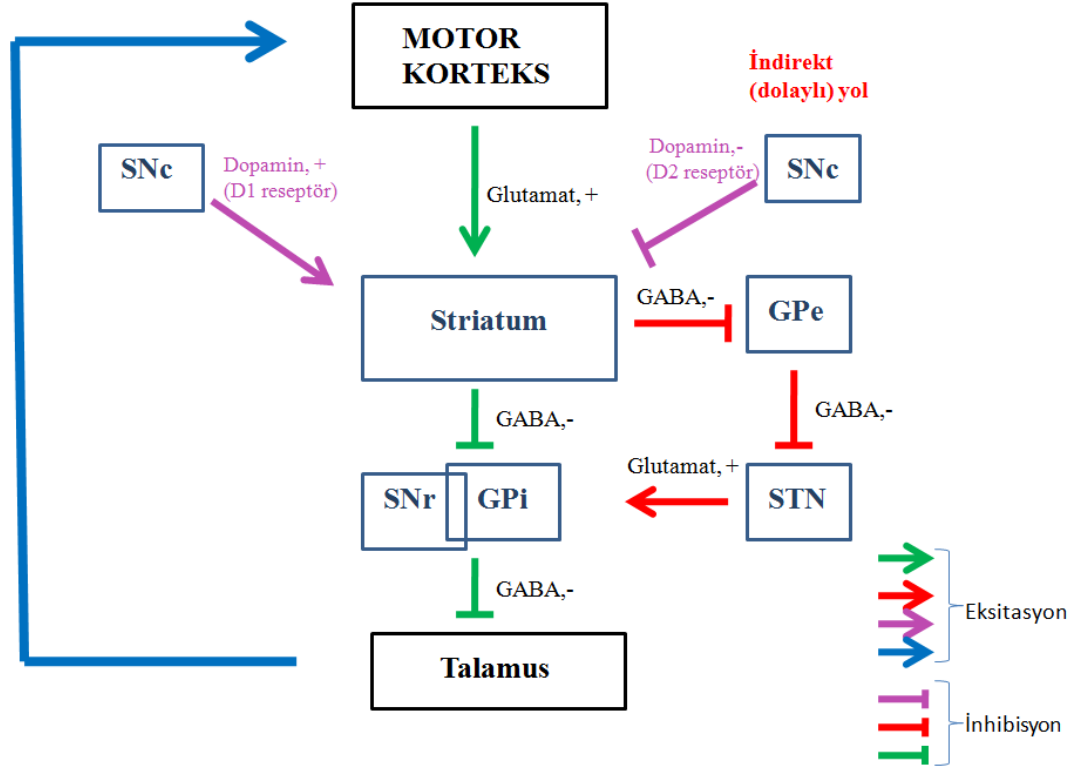 MOTOR
KORTEKS
İndirekt
(dolaylı) yol
SNc
Dopamin, +
(D1 reseptör)
Glutamat, +
Dopamin,-
(D2 reseptör)
SNc
Striatum
GABA,-
GPe
GABA,-
GABA,-
SNr
GPi
Glutamat, +
STN
GABA,-
Talamus
Eksitasyon
İnhibisyon